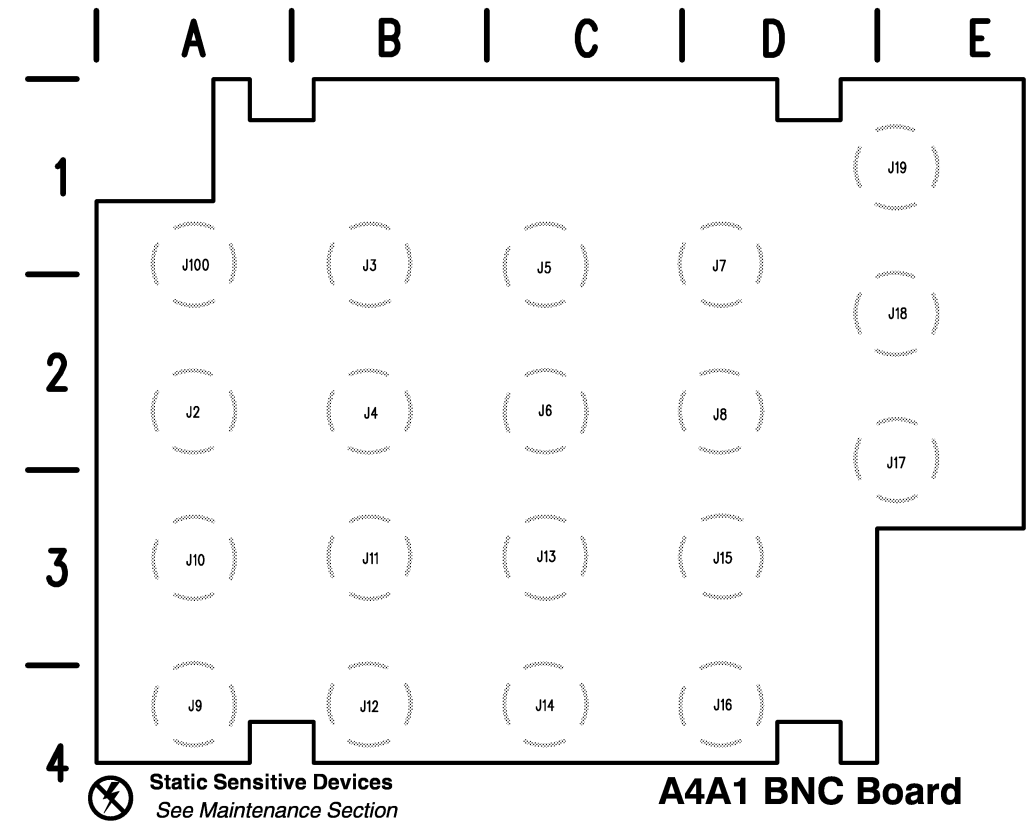 A B C D E
1
J19
J100 J3 J5 J7
J18
2
J2 J4 J6 J8
J17
3
J10 J11 J13 J15
J9 J12 J14 J16
4
Static Sensitive Devices
See Maintenance Section
A4A1 BNC Board